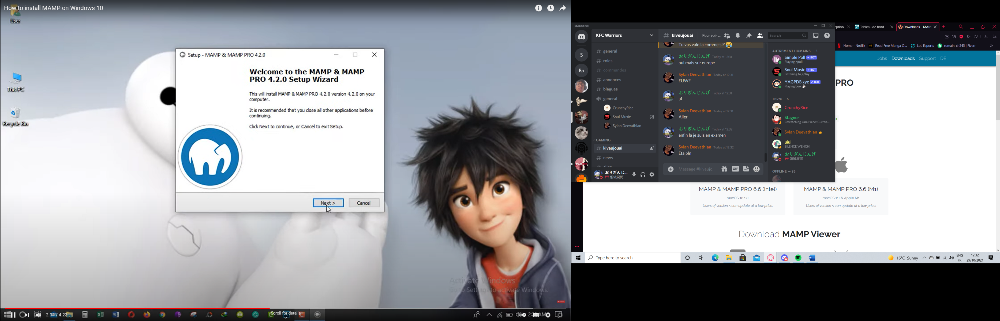 How to install MAMP on Windows 10
User
This PC
Recycle Bin
Setup - MAMP & MAMP PRO 4.2.0
Welcome to the MAMP & MAMP
PRO 4.2.0 Setup Wizard
This will install MAMP & MAMP PRO 4.2.0 version 4.2.0 on your
computer.
It is recommended that you close all other applications before
continuing.
Click Next to continue, or Cancel to exit Setup.
Next >
Cancel
Activate Windows
Go to Settings to activate Windows.
2:04 / 4:23
Scroll for details
Discord
S
Bp
KFC Warriors
# general
# roles
# commandes
# annonces
# blagues
general
CrunchyRice
Soul Music
Sylan Deevathian
GAMING
# kiveujouai
# news
おりぎんじ...
領域展開
# kiveujouai
Pour voir ...
Search
Tu vas valo la comme si? 😂
おりぎんじんげ Today at 12:31
oui mais sur europe
Sylan Deevathian Today at 12:31
EUW?
おりぎんじんげ Today at 12:31
ui
Sylan Deevathian Today at 12:31
Aller
おりぎんじんげ Today at 12:32
enfin la je suis en examen
Sylan Deevathian Today at 12:32
Eta pln
Message #kiveujo...
GIF
AUTREMENT HUMAINS — 3
Simple Poll ✓ BOT
Playing /poll
Soul Music ✓ BOT
Listening to /play
YAGPDB.xyz ✓ BOT
Playing boo 👻
TERM — 5
CrunchyRice
Stagner
Rewatching One Piece: Curren...
Sylan Deevathian
uiui
SILENCE WENCH!
おりぎんじんげ
領域展開
OFFLINE — 35
eption
Tableau de bord
Downloads - MAM
Home - Netflix
Read Free Manga O...
LoL Esports
romain_ch345 | Fiverr
Jobs Downloads Support DE
PRO
MAMP & MAMP PRO 6.6 (Intel)
macOS 10.12+
Users of version 5 can update at a low price.
MAMP & MAMP PRO 6.6 (M1)
macOS 11+ & Apple M1
Users of version 5 can update at a low price.
Download MAMP Viewer
Type here to search
16°C Sunny
ENG
FR
12:32
29/10/2021